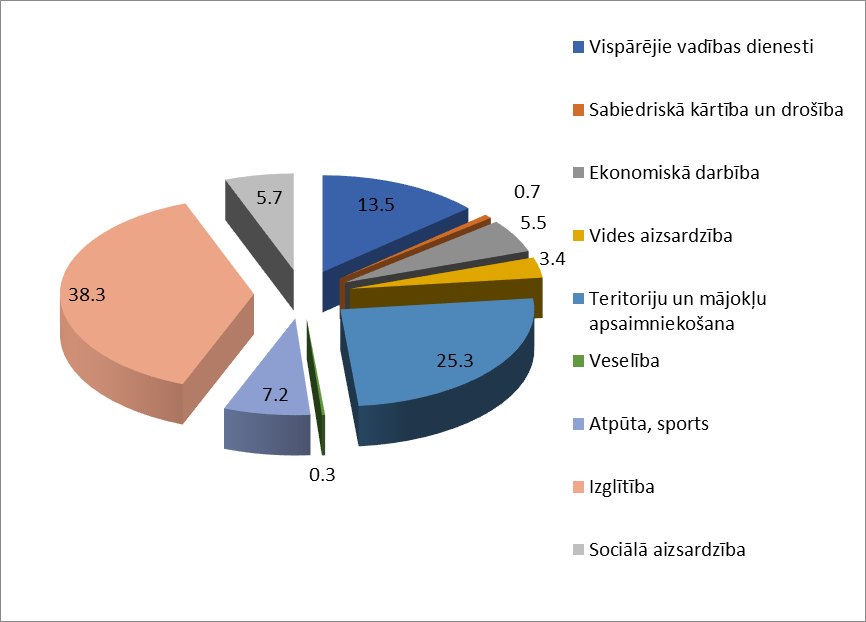 Vispārējie vadības dienesti
Sabiedriskā kārtība un drošība
Ekonomiskā darbība
Vides aizsardzība
Teritoriju un mājokļu
apsaimniekošana
Veselība
Atpūta, sports
Izglītība
Sociālā aizsardzība
13.5
0.7
5.5
3.4
25.3
0.3
7.2
38.3
5.7